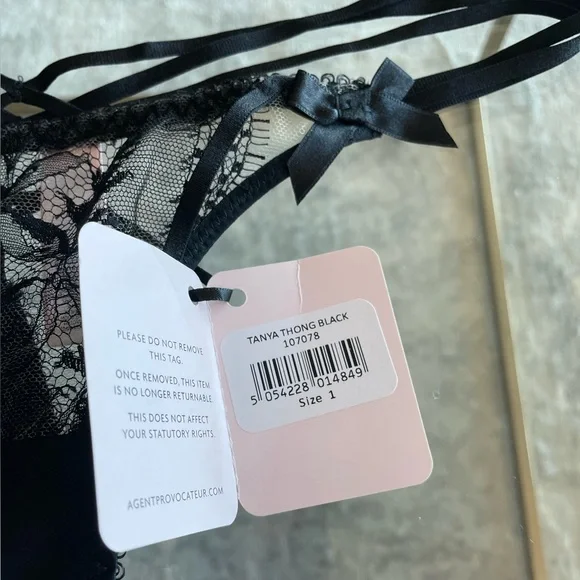 PLEASE DO NOT REMOVE
THIS TAG.
ONCE REMOVED, THIS ITEM
IS NO LONGER RETURNABLE.
THIS DOES NOT AFFECT
YOUR STATUTORY RIGHTS.
AGENTPROVOCATEUR.COM
TANYA THONG BLACK
107078
5 054228 014849
Size 1